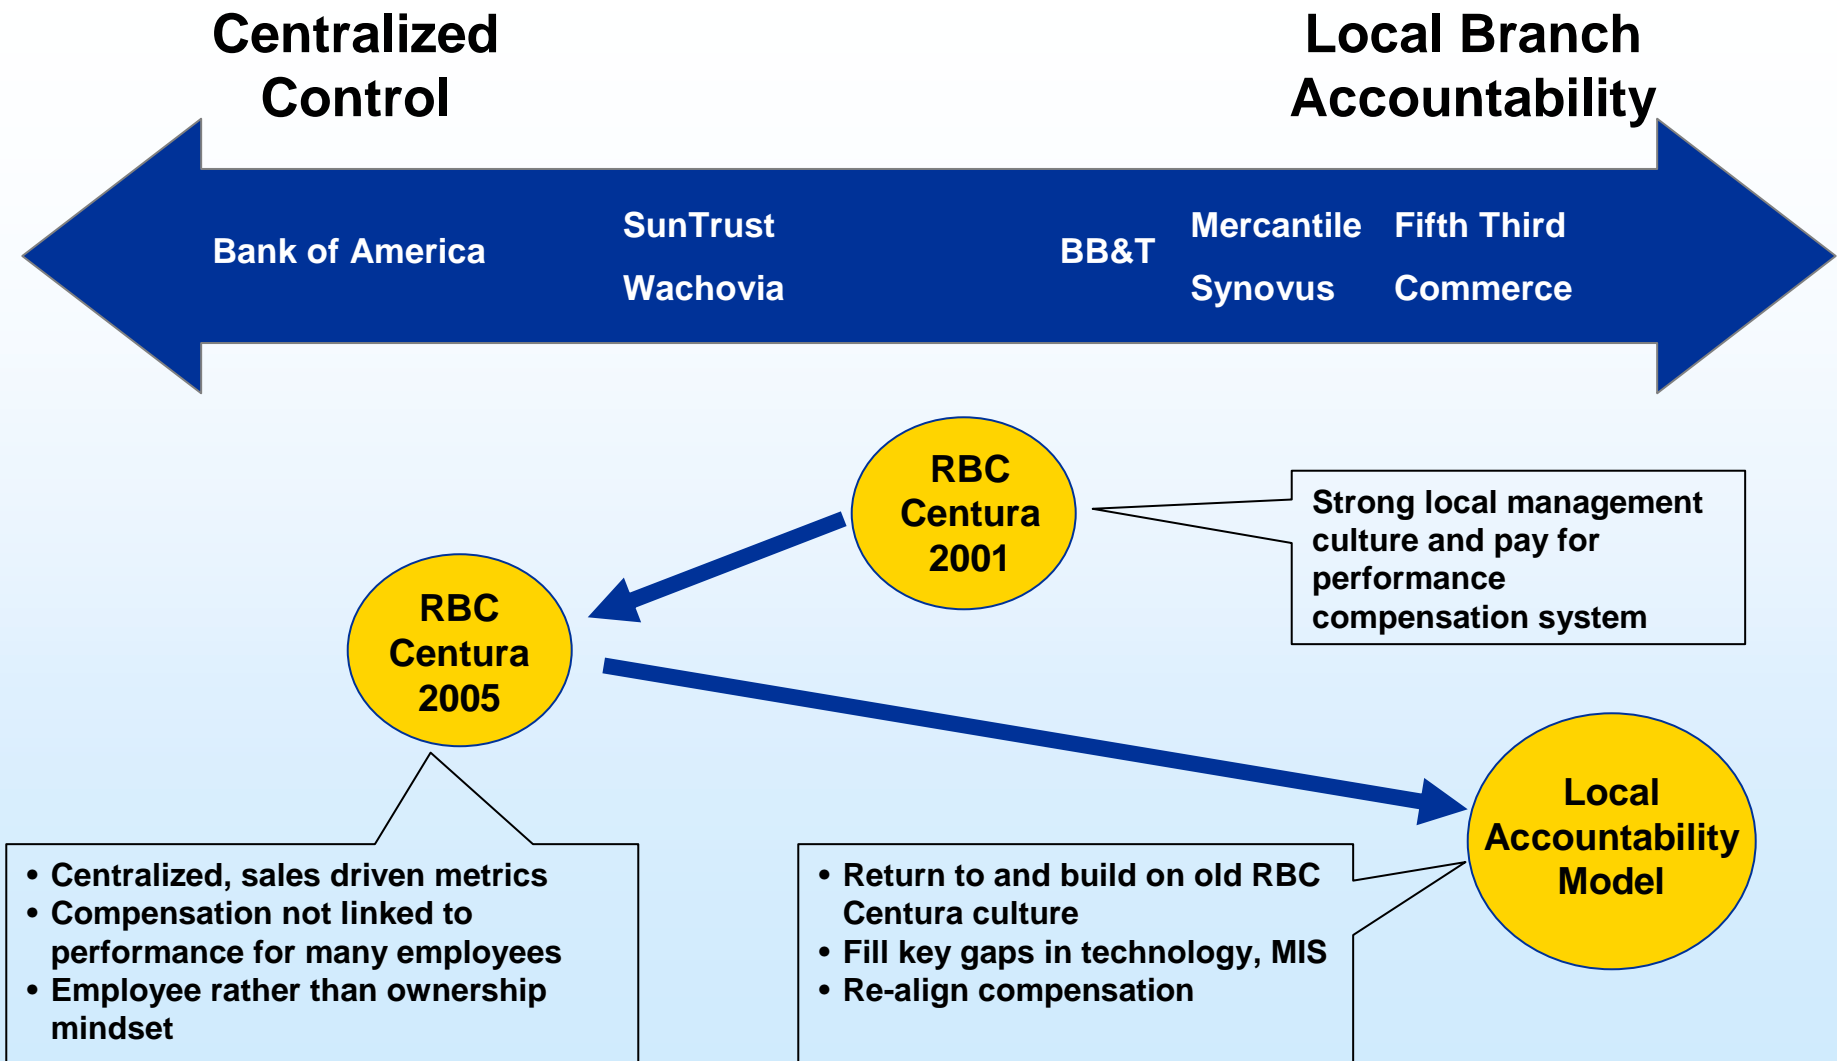 Centralized
Control
Local Branch
Accountability
Bank of America
SunTrust
Wachovia
BB&T
Mercantile
Synovus
Fifth Third
Commerce
RBC
Centura
2001
Strong local management
culture and pay for
performance
compensation system
RBC
Centura
2005
Local
Accountability
Model
• Centralized, sales driven metrics
• Compensation not linked to
performance for many employees
• Employee rather than ownership
mindset
• Return to and build on old RBC
Centura culture
• Fill key gaps in technology, MIS
• Re-align compensation